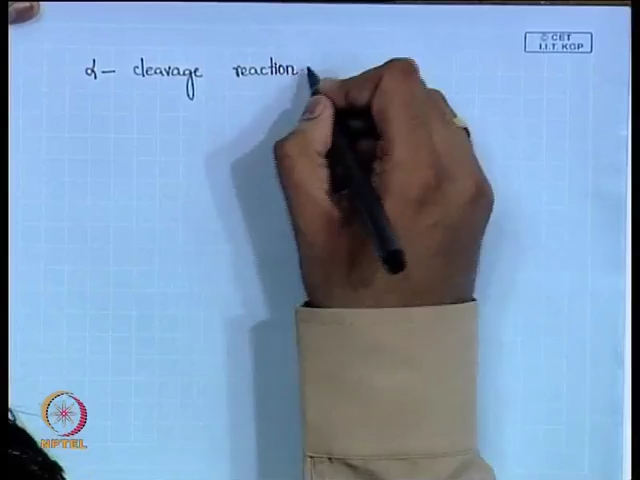 © CET
I.I.T. KGP
α- cleavage reaction
NPTEL